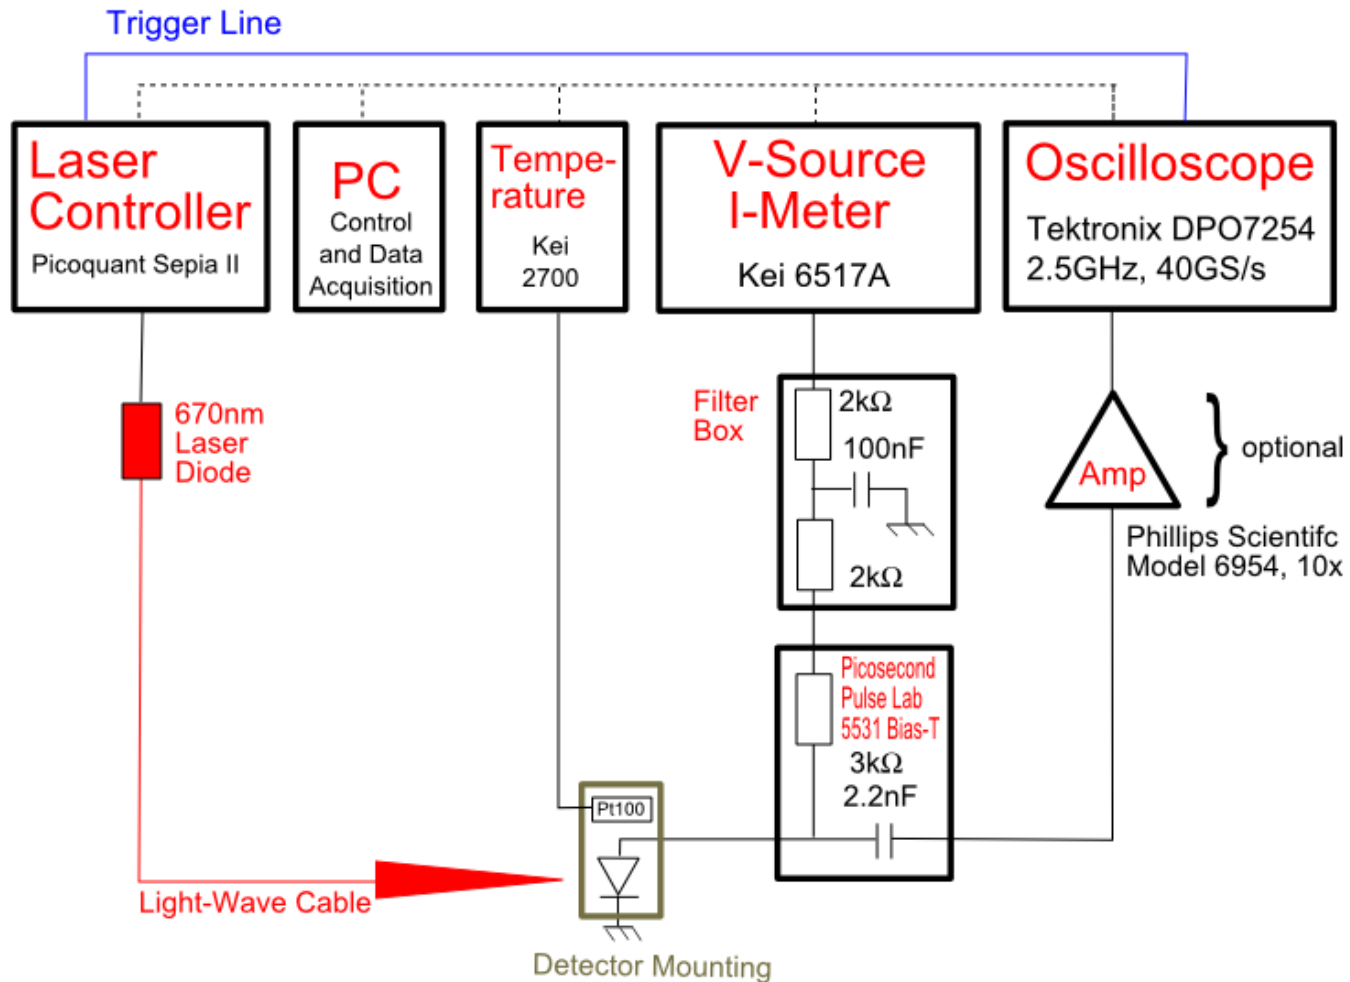 Trigger Line
Laser
Controller
Picoquant Sepia II
PC
Control
and Data
Acquisition
Tempe-
rature
Kei
2700
V-Source
I-Meter
Kei 6517A
Oscilloscope
Tektronix DPO7254
2.5GHz, 40GS/s
670nm
Laser
Diode
Filter
Box
2kΩ
100nF
2kΩ
Amp
optional
Phillips Scientifc
Model 6954, 10x
Picosecond
Pulse Lab
5531 Bias-T
3kΩ
2.2nF
Pt100
Light-Wave Cable
Detector Mounting